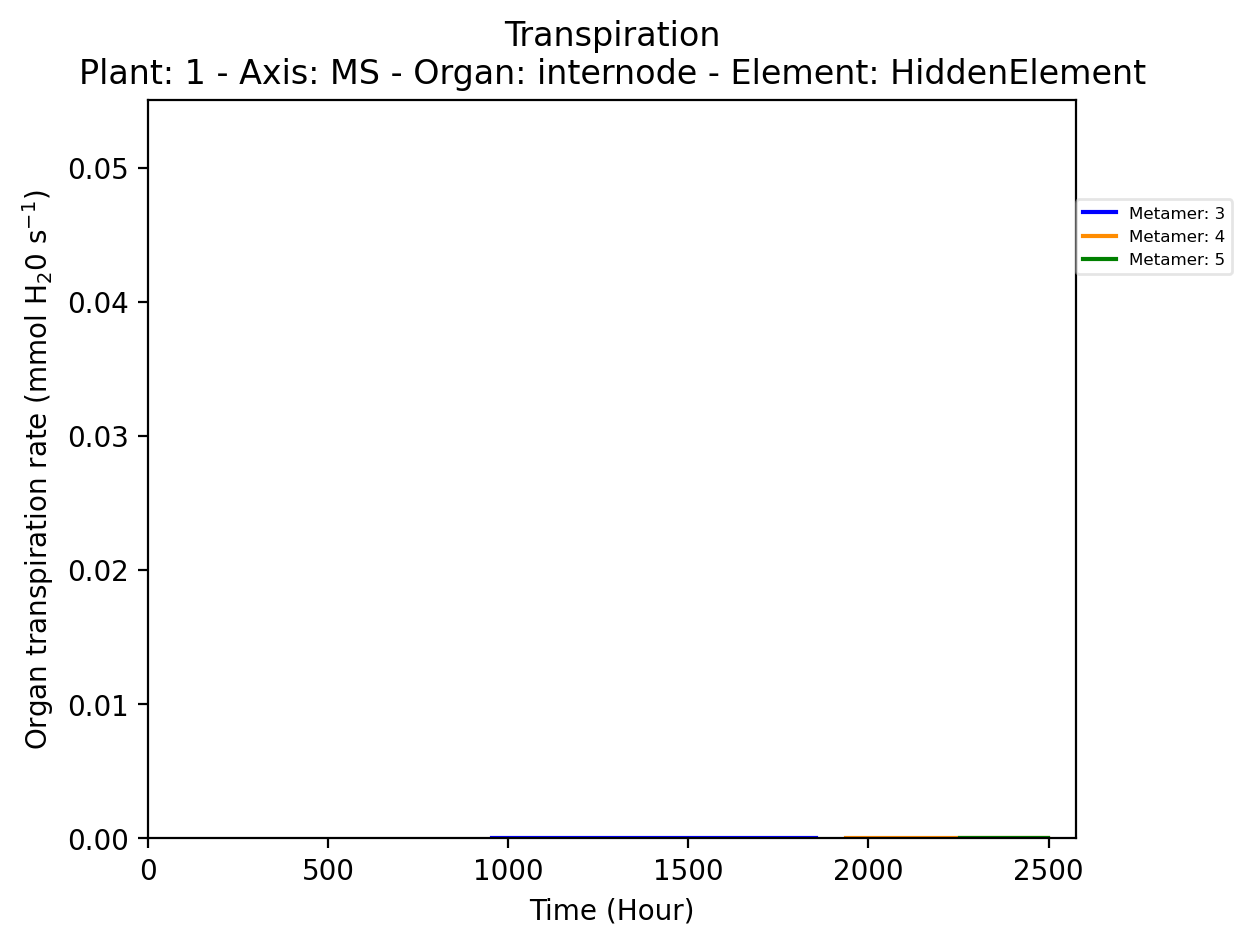 Transpiration
Plant: 1 - Axis: MS - Organ: internode - Element: HiddenElement
Organ transpiration rate (mmol H₂0 s⁻¹)
0.05
0.04
0.03
0.02
0.01
0.00
Metamer: 3
Metamer: 4
Metamer: 5
0 500 1000 1500 2000 2500
Time (Hour)